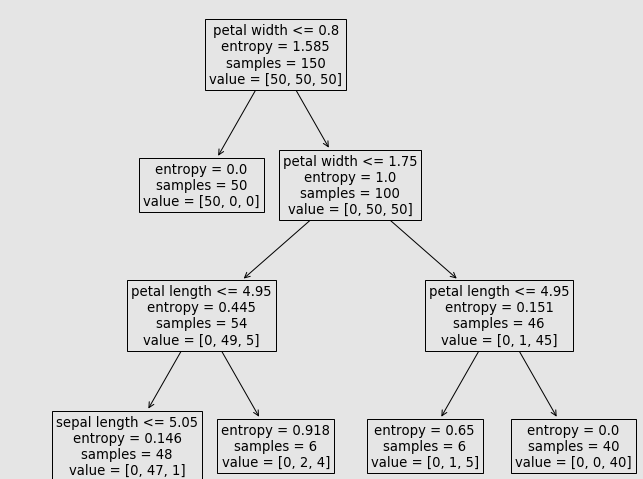 petal width <= 0.8
entropy = 1.585
samples = 150
value = [50, 50, 50]
entropy = 0.0
samples = 50
value = [50, 0, 0]
petal width <= 1.75
entropy = 1.0
samples = 100
value = [0, 50, 50]
petal length <= 4.95
entropy = 0.445
samples = 54
value = [0, 49, 5]
petal length <= 4.95
entropy = 0.151
samples = 46
value = [0, 1, 45]
sepal length <= 5.05
entropy = 0.146
samples = 48
value = [0, 47, 1]
entropy = 0.918
samples = 6
value = [0, 2, 4]
entropy = 0.65
samples = 6
value = [0, 1, 5]
entropy = 0.0
samples = 40
value = [0, 0, 40]